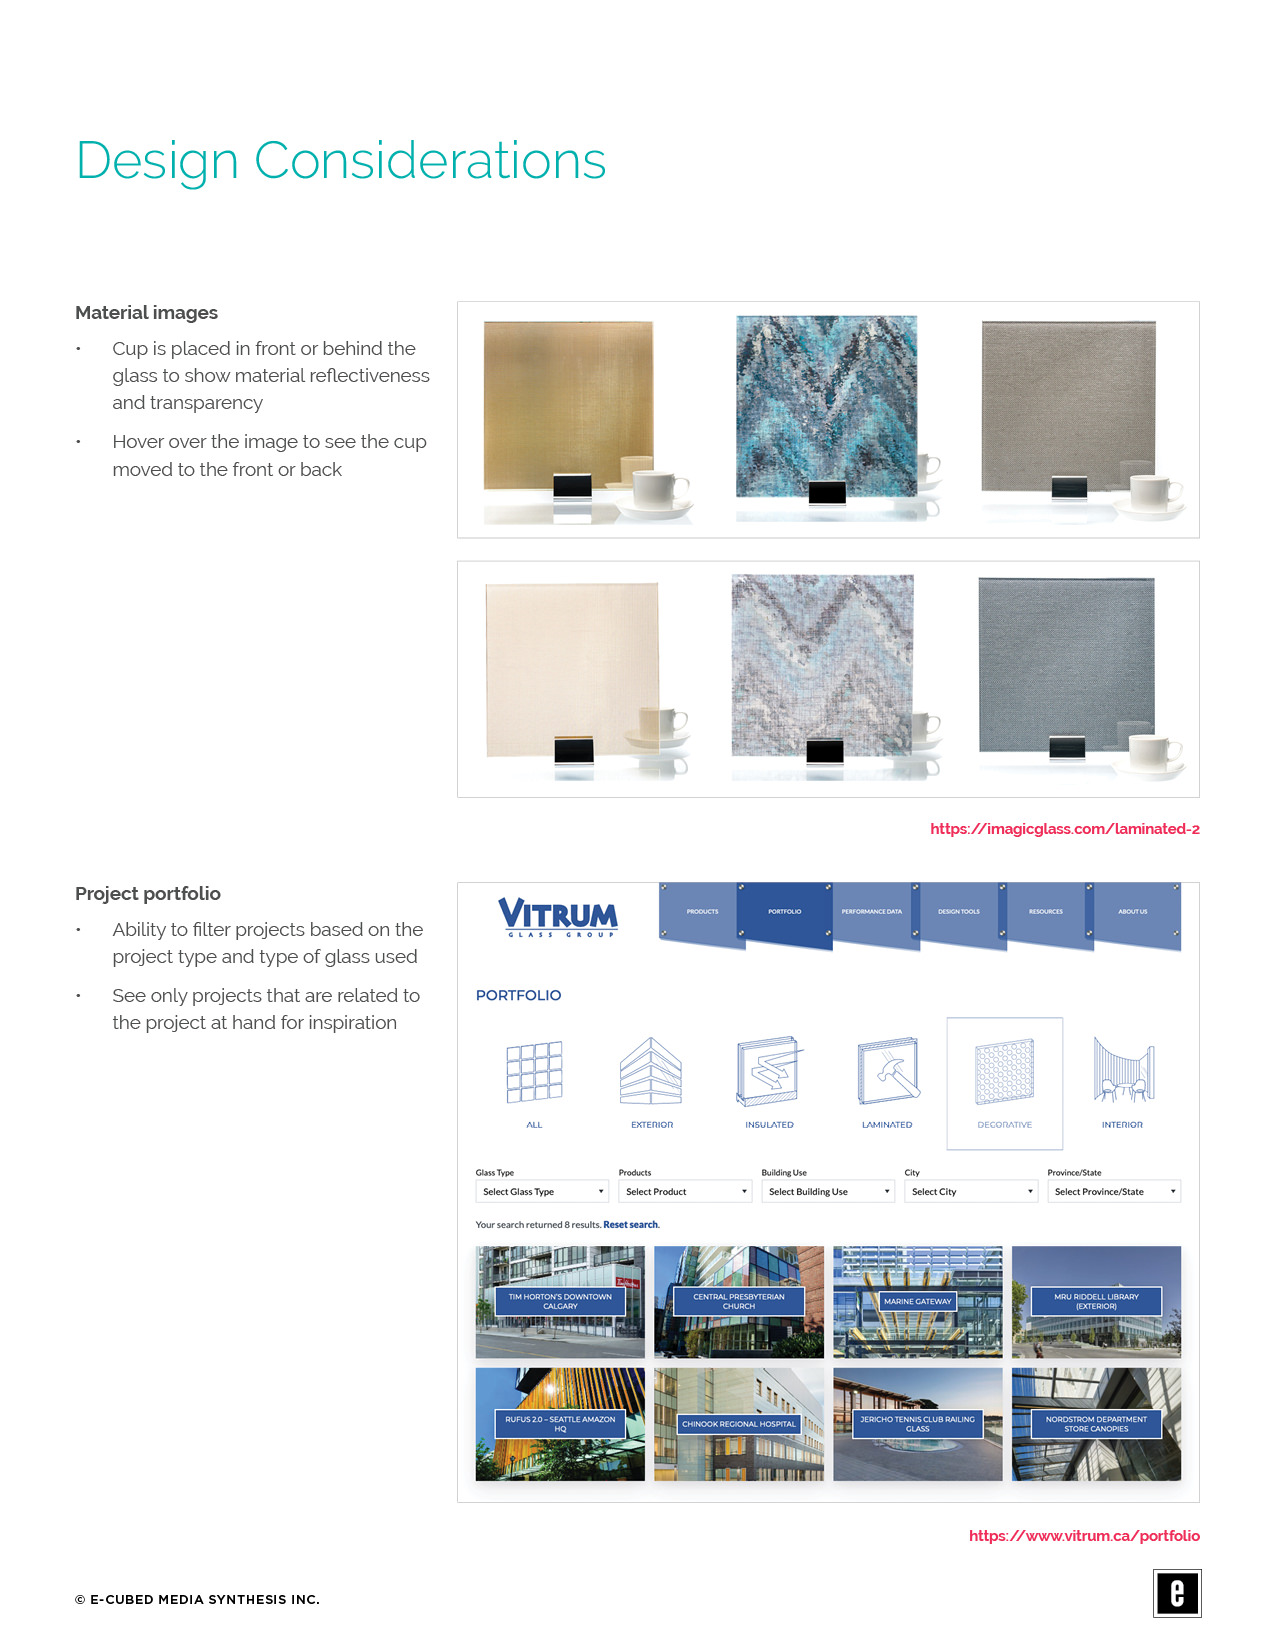 Design Considerations
Material images
• Cup is placed in front or behind the
glass to show material reflectiveness
and transparency
• Hover over the image to see the cup
moved to the front or back
https://imagicglass.com/laminated-2
Project portfolio
• Ability to filter projects based on the
project type and type of glass used
• See only projects that are related to
the project at hand for inspiration
VITRUM
GLASS GROUP
PRODUCTS PORTFOLIO PERFORMANCE DATA DESIGN TOOLS RESOURCES ABOUT US
PORTFOLIO
ALL EXTERIOR INSULATED LAMINATED DECORATIVE INTERIOR
Glass Type Products Building Use City Province/State
Select Glass Type Select Product Select Building Use Select City Select Province/State
Your search returned 8 results. Reset search.
Tim Hortons
TIM HORTON'S DOWNTOWN
CALGARY
CENTRAL PRESBYTERIAN
CHURCH
MARINE GATEWAY
MRU RIDDELL LIBRARY
(EXTERIOR)
RUFUS 2.0 – SEATTLE AMAZON
HQ
CHINOOK REGIONAL HOSPITAL
JERICHO TENNIS CLUB RAILING
GLASS
NORDSTROM DEPARTMENT
STORE CANOPIES
https://www.vitrum.ca/portfolio
© E-CUBED MEDIA SYNTHESIS INC.
e